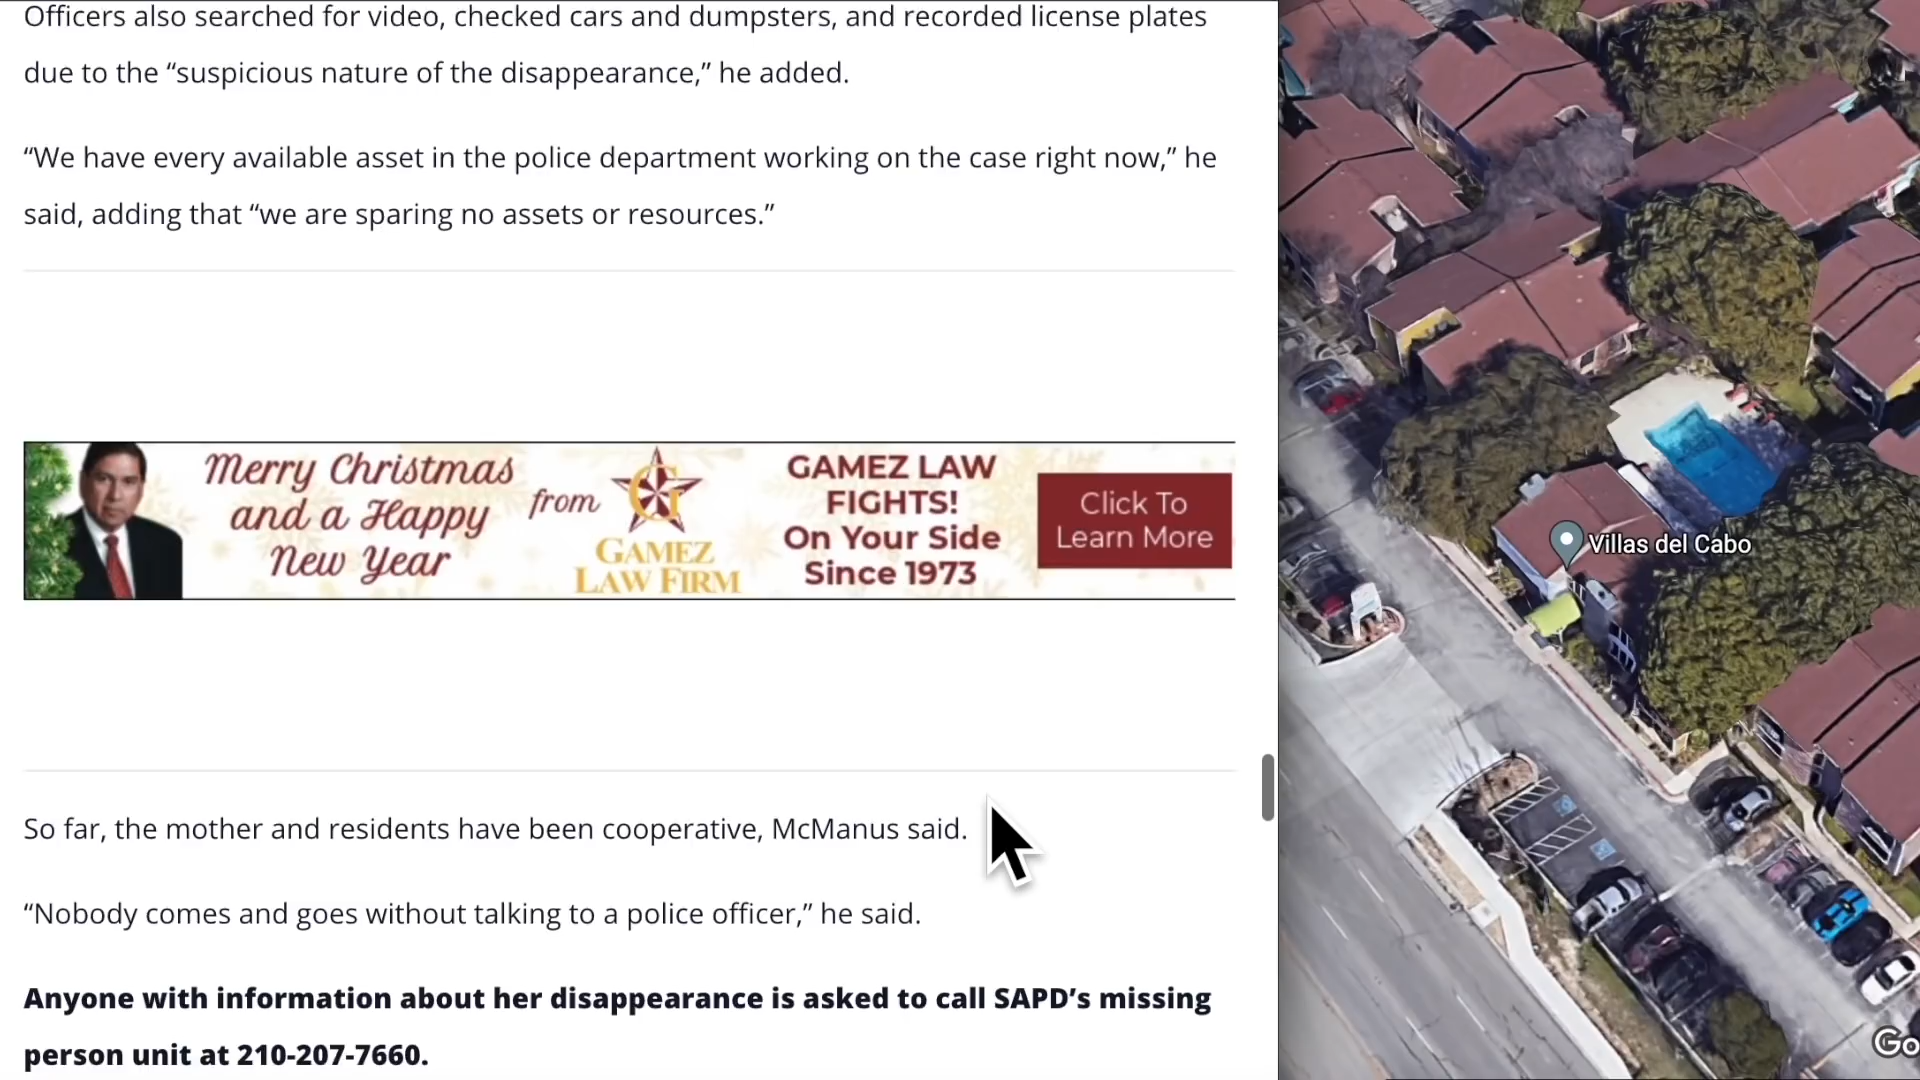 Officers also searched for video, checked cars and dumpsters, and recorded license plates
due to the “suspicious nature of the disappearance,” he added.
“We have every available asset in the police department working on the case right now,” he
said, adding that “we are sparing no assets or resources.”
Merry Christmas
and a Happy
New Year
from
G
GAMEZ
LAW FIRM
GAMEZ LAW
FIGHTS!
On Your Side
Since 1973
Click To
Learn More
So far, the mother and residents have been cooperative, McManus said.
“Nobody comes and goes without talking to a police officer,” he said.
Anyone with information about her disappearance is asked to call SAPD’s missing
person unit at 210-207-7660.
Villas del Cabo
Go